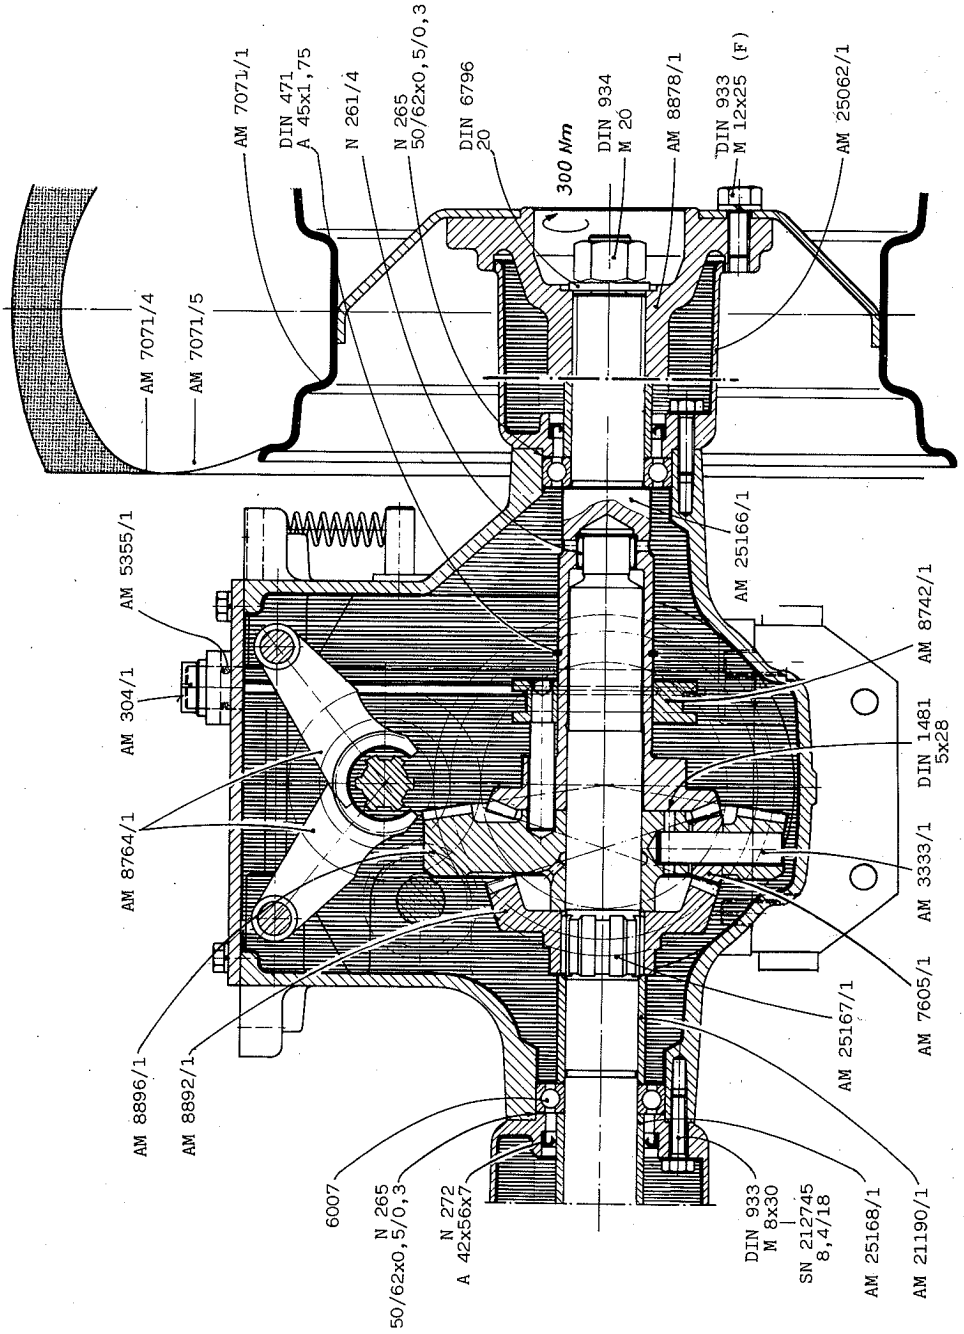 AM 7071/1
DIN 471
A 45x1,75
N 261/4
N 265
50/62x0,5/0,3
DIN 6796
20
300 Nm
DIN 934
M 20
AM 8878/1
DIN 933
M 12x25 (F)
AM 25062/1
AM 7071/4
AM 7071/5
AM 5355/1
AM 304/1
AM 8764/1
AM 25166/1
AM 8742/1
DIN 1481
5x28
AM 3333/1
AM 7605/1
AM 25167/1
AM 8896/1
AM 8892/1
6007
N 265
50/62x0,5/0,3
N 272
A 42x56x7
DIN 933
M 8x30
SN 212745
8,4/18
AM 25168/1
AM 21190/1